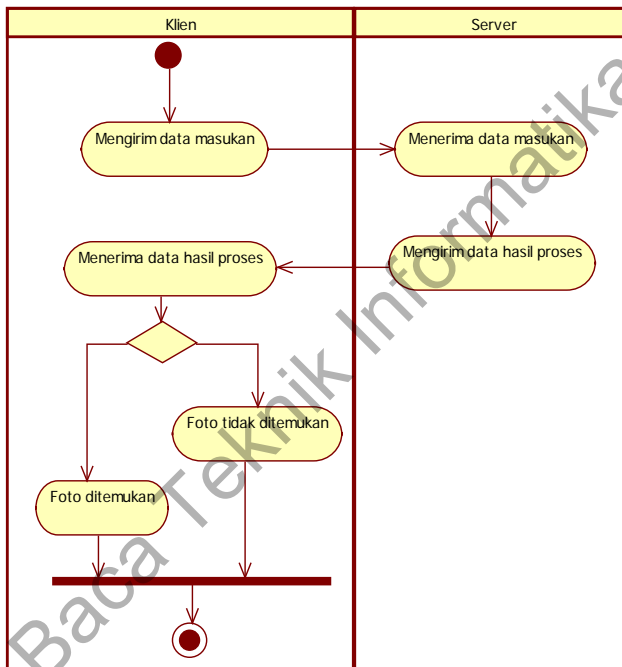 Klien
Server
Mengirim data masukan
Menerima data masukan
Menerima data hasil proses
Mengirim data hasil proses
Foto tidak ditemukan
Foto ditemukan
Baca Teknik Informatika